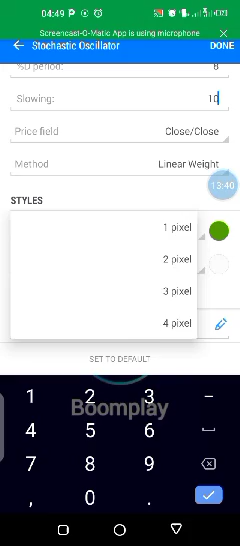 04:49
Screencast-O-Matic App is using microphone
Stochastic Oscillator DONE
%D period: 8
Slowing: 10
Price field Close/Close
Method Linear Weight
13:40
STYLES
1 pixel
2 pixel
3 pixel
4 pixel
SET TO DEFAULT
1 2 3 –
Boomplay
4 5 6
7 8 9
, 0 .